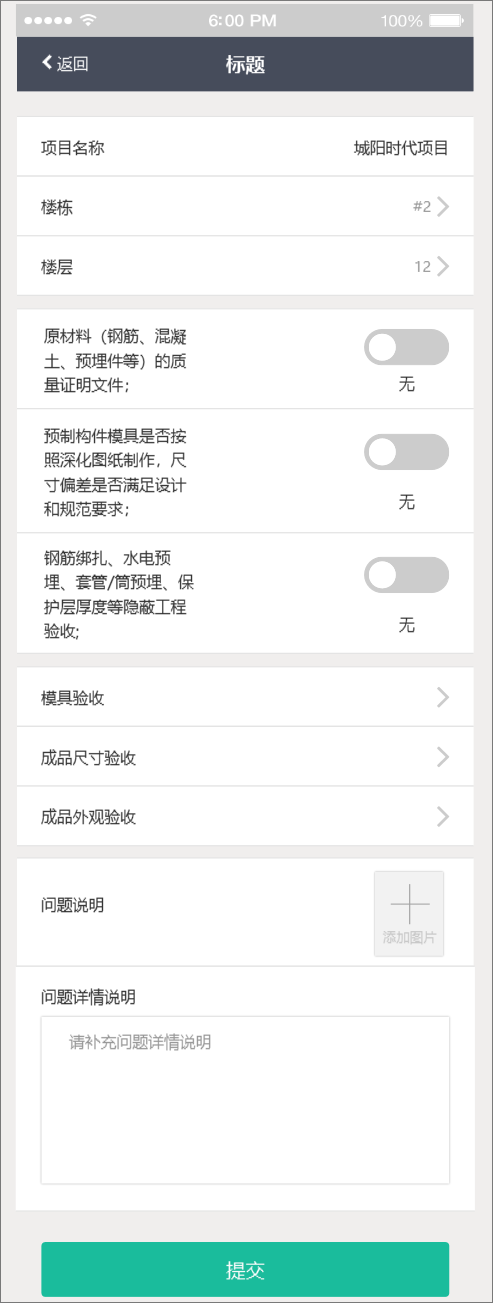 6:00 PM 100%
返回 标题
项目名称 城阳时代项目
楼栋 #2
楼层 12
原材料（钢筋、混凝
土、预埋件等）的质
量证明文件；
无
预制构件模具是否按
照深化图纸制作，尺
寸偏差是否满足设计
和规范要求；
无
钢筋绑扎、水电预
埋、套管/筒预埋、保
护层厚度等隐蔽工程
验收;
无
模具验收
成品尺寸验收
成品外观验收
问题说明
添加图片
问题详情说明
请补充问题详情说明
提交